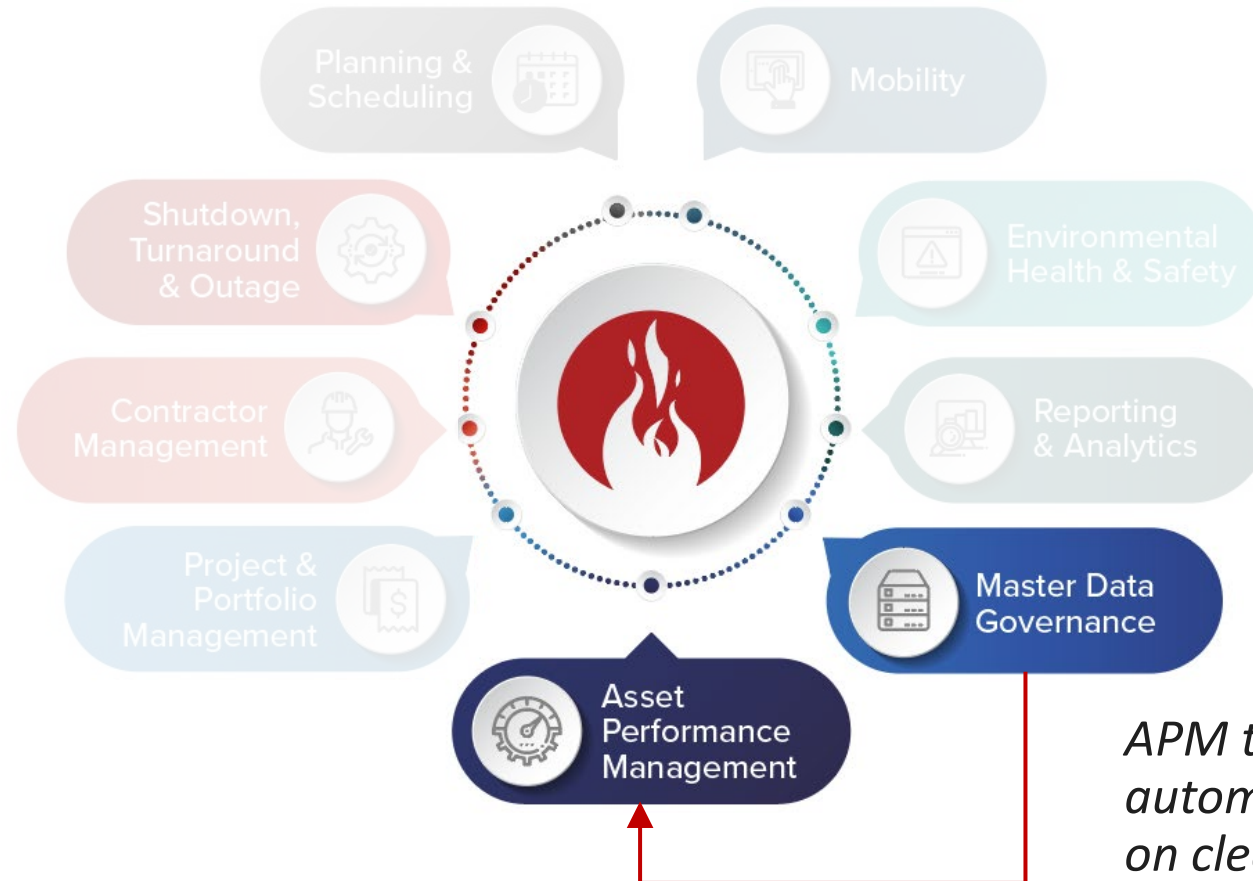 Planning &
Scheduling
Mobility
Shutdown,
Turnaround
& Outage
Environmental
Health & Safety
Contractor
Management
Reporting
& Analytics
Project &
Portfolio
Management
$
Master Data
Governance
Asset
Performance
Management
APM t
autom
on cle